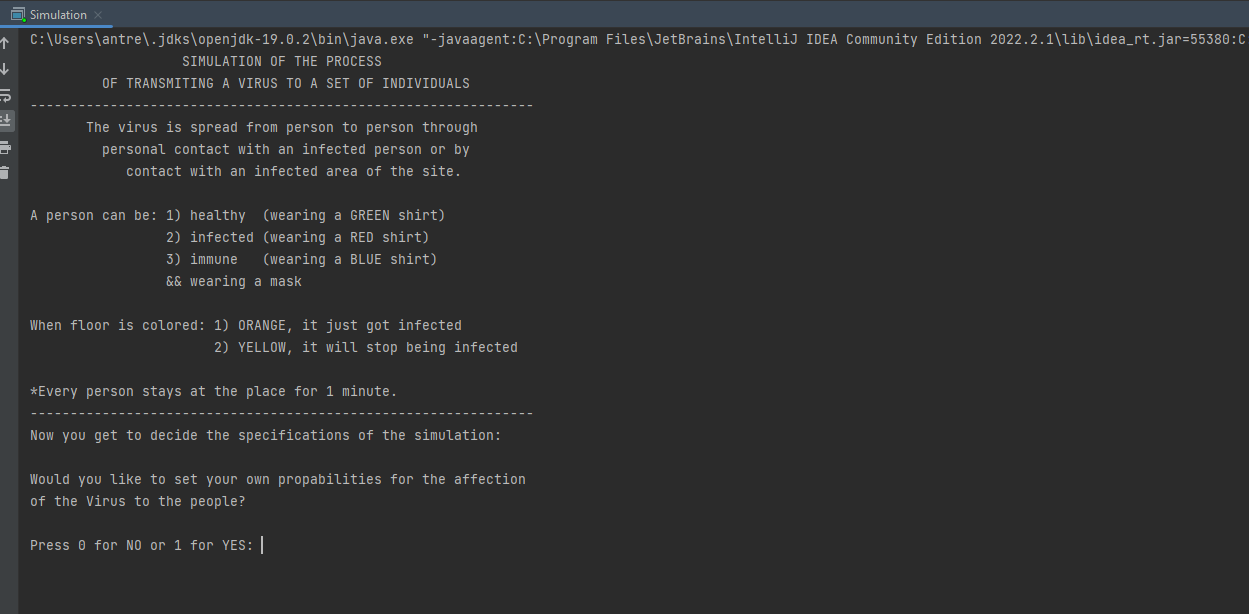 Simulation
C:\Users\antre\.jdks\openjdk-19.0.2\bin\java.exe "-javaagent:C:\Program Files\JetBrains\IntelliJ IDEA Community Edition 2022.2.1\lib\idea_rt.jar=55380:C
SIMULATION OF THE PROCESS
OF TRANSMITING A VIRUS TO A SET OF INDIVIDUALS
---------------------------------------------------------------
The virus is spread from person to person through
personal contact with an infected person or by
contact with an infected area of the site.
A person can be: 1) healthy (wearing a GREEN shirt)
2) infected (wearing a RED shirt)
3) immune (wearing a BLUE shirt)
&& wearing a mask
When floor is colored: 1) ORANGE, it just got infected
2) YELLOW, it will stop being infected
*Every person stays at the place for 1 minute.
---------------------------------------------------------------
Now you get to decide the specifications of the simulation:
Would you like to set your own propabilities for the affection
of the Virus to the people?
Press 0 for NO or 1 for YES: